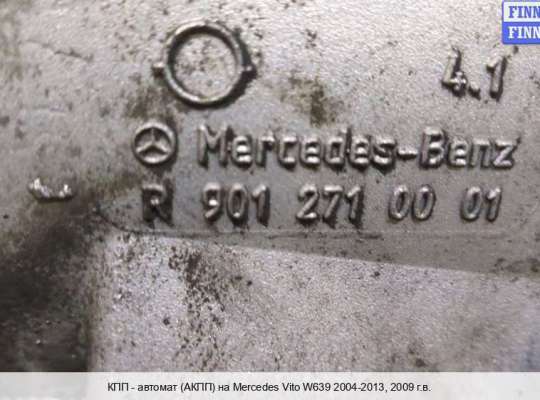 FINN
FINN
4.1
Mercedes-Benz
R 901 271 00 01
КПП - автомат (АКПП) на Mercedes Vito W639 2004-2013, 2009 г.в.